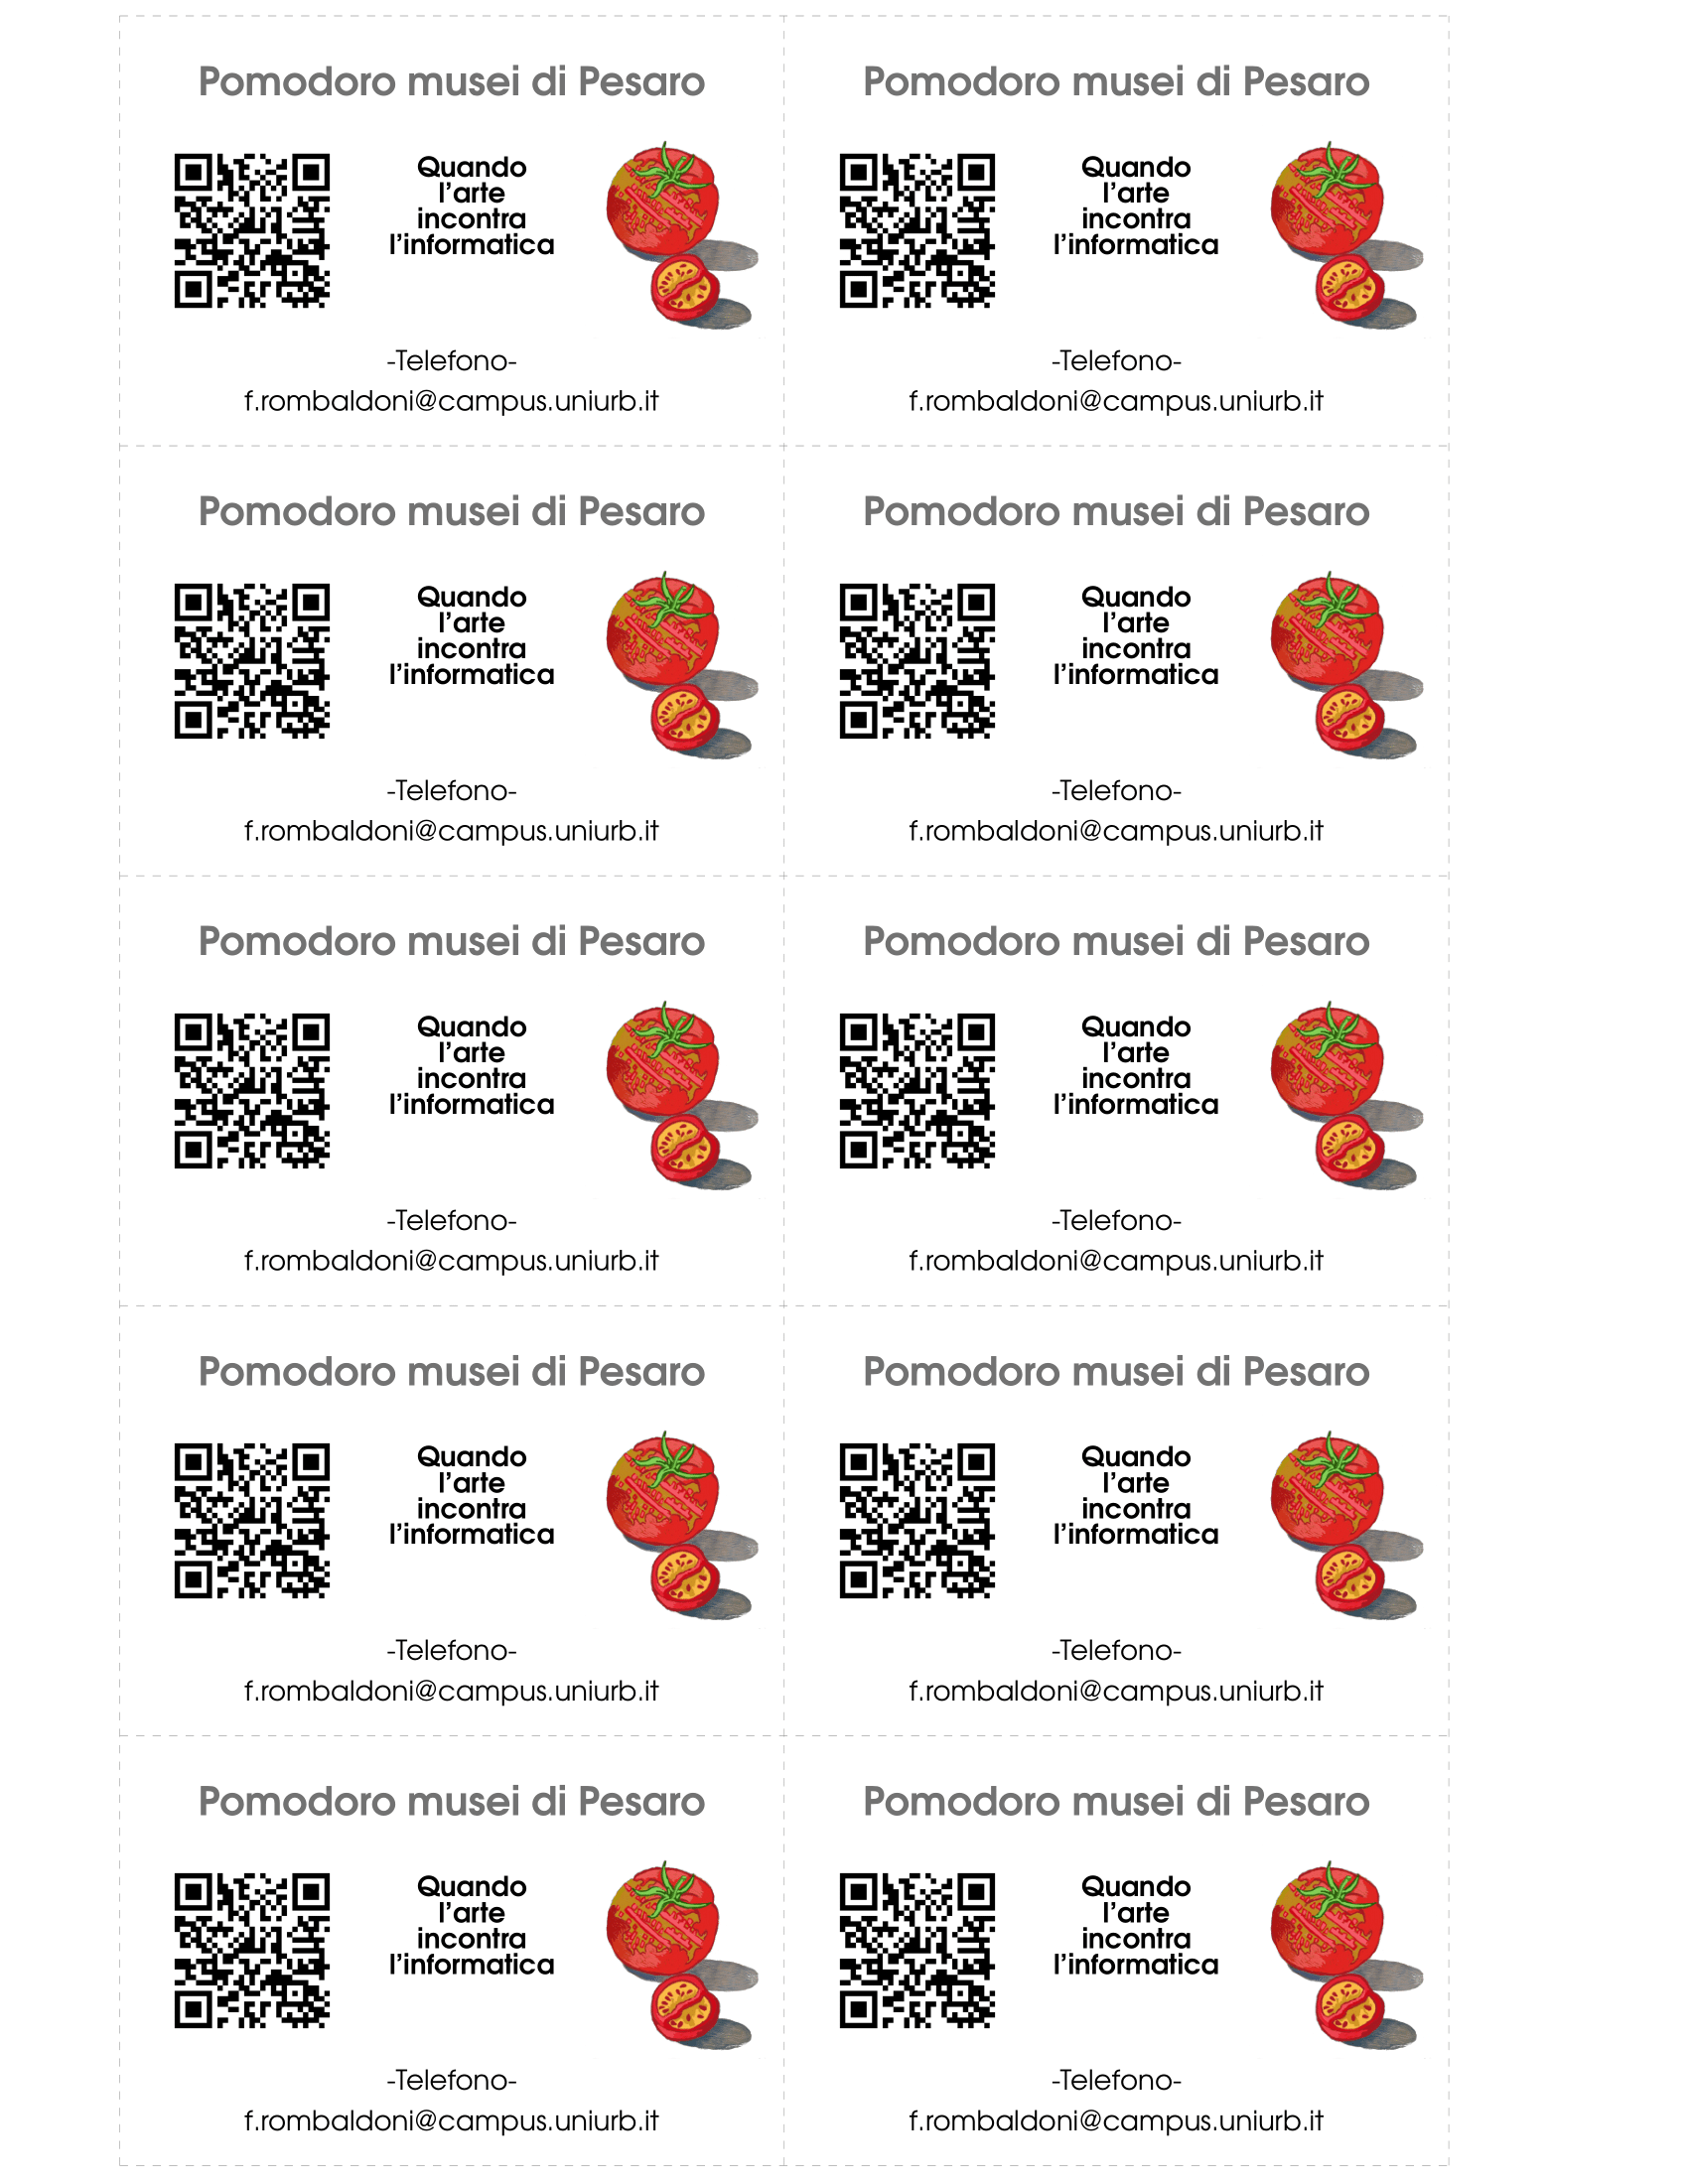 Pomodoro musei di Pesaro
Quando
l’arte
incontra
l’informatica
-Telefono-
f.rombaldoni@campus.uniurb.it
Pomodoro musei di Pesaro
Quando
l’arte
incontra
l’informatica
-Telefono-
f.rombaldoni@campus.uniurb.it
Pomodoro musei di Pesaro
Quando
l’arte
incontra
l’informatica
-Telefono-
f.rombaldoni@campus.uniurb.it
Pomodoro musei di Pesaro
Quando
l’arte
incontra
l’informatica
-Telefono-
f.rombaldoni@campus.uniurb.it
Pomodoro musei di Pesaro
Quando
l’arte
incontra
l’informatica
-Telefono-
f.rombaldoni@campus.uniurb.it
Pomodoro musei di Pesaro
Quando
l’arte
incontra
l’informatica
-Telefono-
f.rombaldoni@campus.uniurb.it
Pomodoro musei di Pesaro
Quando
l’arte
incontra
l’informatica
-Telefono-
f.rombaldoni@campus.uniurb.it
Pomodoro musei di Pesaro
Quando
l’arte
incontra
l’informatica
-Telefono-
f.rombaldoni@campus.uniurb.it
Pomodoro musei di Pesaro
Quando
l’arte
incontra
l’informatica
-Telefono-
f.rombaldoni@campus.uniurb.it
Pomodoro musei di Pesaro
Quando
l’arte
incontra
l’informatica
-Telefono-
f.rombaldoni@campus.uniurb.it